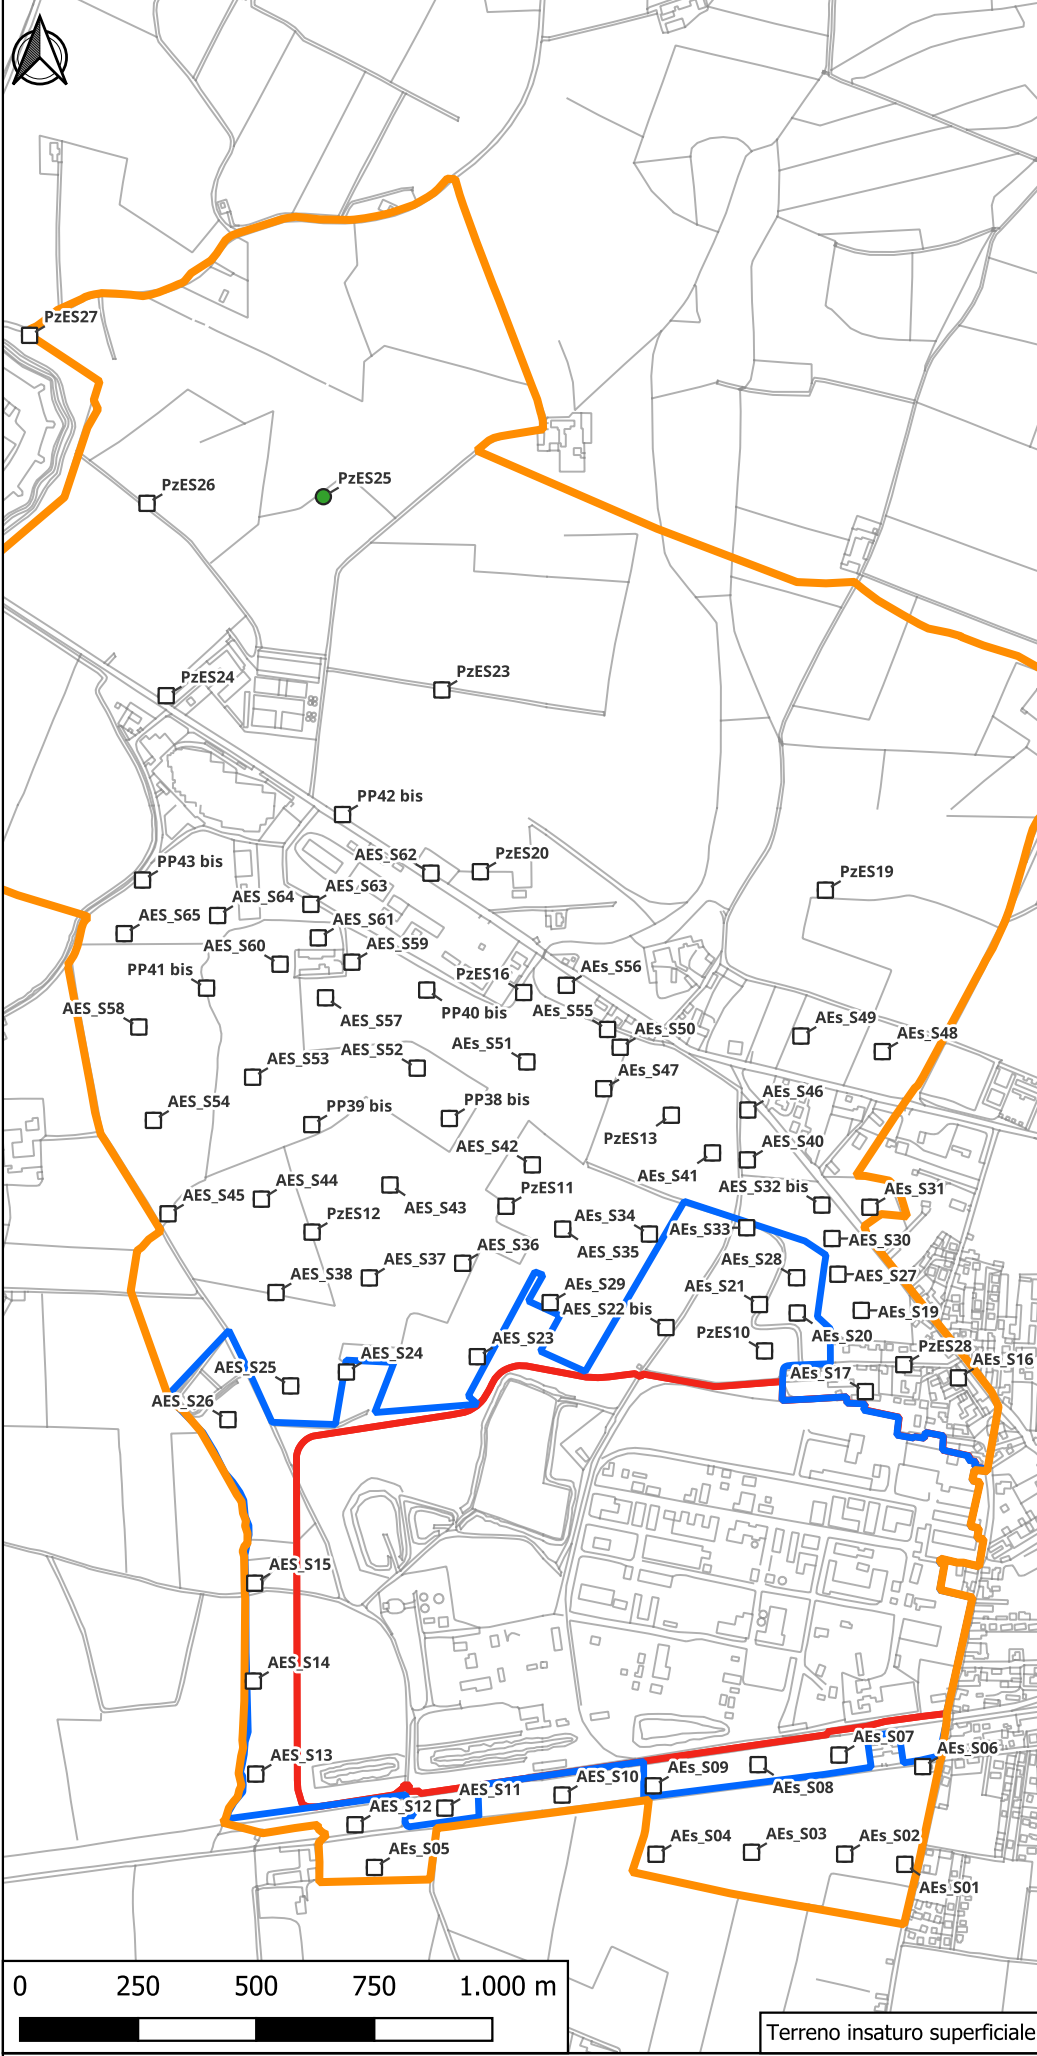 PzES27
PzES26
PzES25
PzES24
PzES23
PP42 bis
AES_S62
PzES20
PP43 bis
AES_S63
PzES19
AES_S64
AES_S65
AES_S61
AES_S60
AES_S59
PP41 bis
PzES16
AEs_S56
AES_S58
AES_S57
PP40 bis
AEs_S55
AEs_S50
AEs_S49
AEs_S48
AES_S53
AES_S52
AEs_S51
AEs_S47
AES_S54
PP39 bis
PP38 bis
AEs_S46
PzES13
AES_S42
AES_S41
AES_S40
AES_S45
AES_S44
AES_S43
PzES11
AES_S32 bis
AEs_S31
PzES12
AEs_S34
AES_S35
AES_S33
AEs_S30
AES_S38
AES_S37
AES_S36
AEs_S28
AES_S27
AEs_S29
AES_S21
AES_S22 bis
AEs_S19
AES_S23
PzES10
AES_S20
PzES28
AES_S25
AES_S24
AEs_S17
AEs_S16
AES_S26
AES_S15
AES_S14
AES_S13
AEs_S07
AEs_S06
AES_S12
AES_S11
AES_S10
AEs_S09
AEs_S08
AEs_S05
AEs_S04
AEs_S03
AEs_S02
AEs_S01
0 250 500 750 1.000 m
Terreno insaturo superficiale